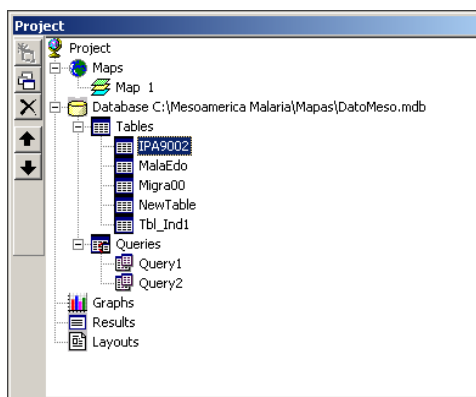 Project
Project
Maps
Map 1
Database C:\Mesoamerica Malaria\Mapas\DatoMeso.mdb
Tables
IPA9002
MalaEdo
Migra00
NewTable
Tbl_Ind1
Queries
Query1
Query2
Graphs
Results
Layouts